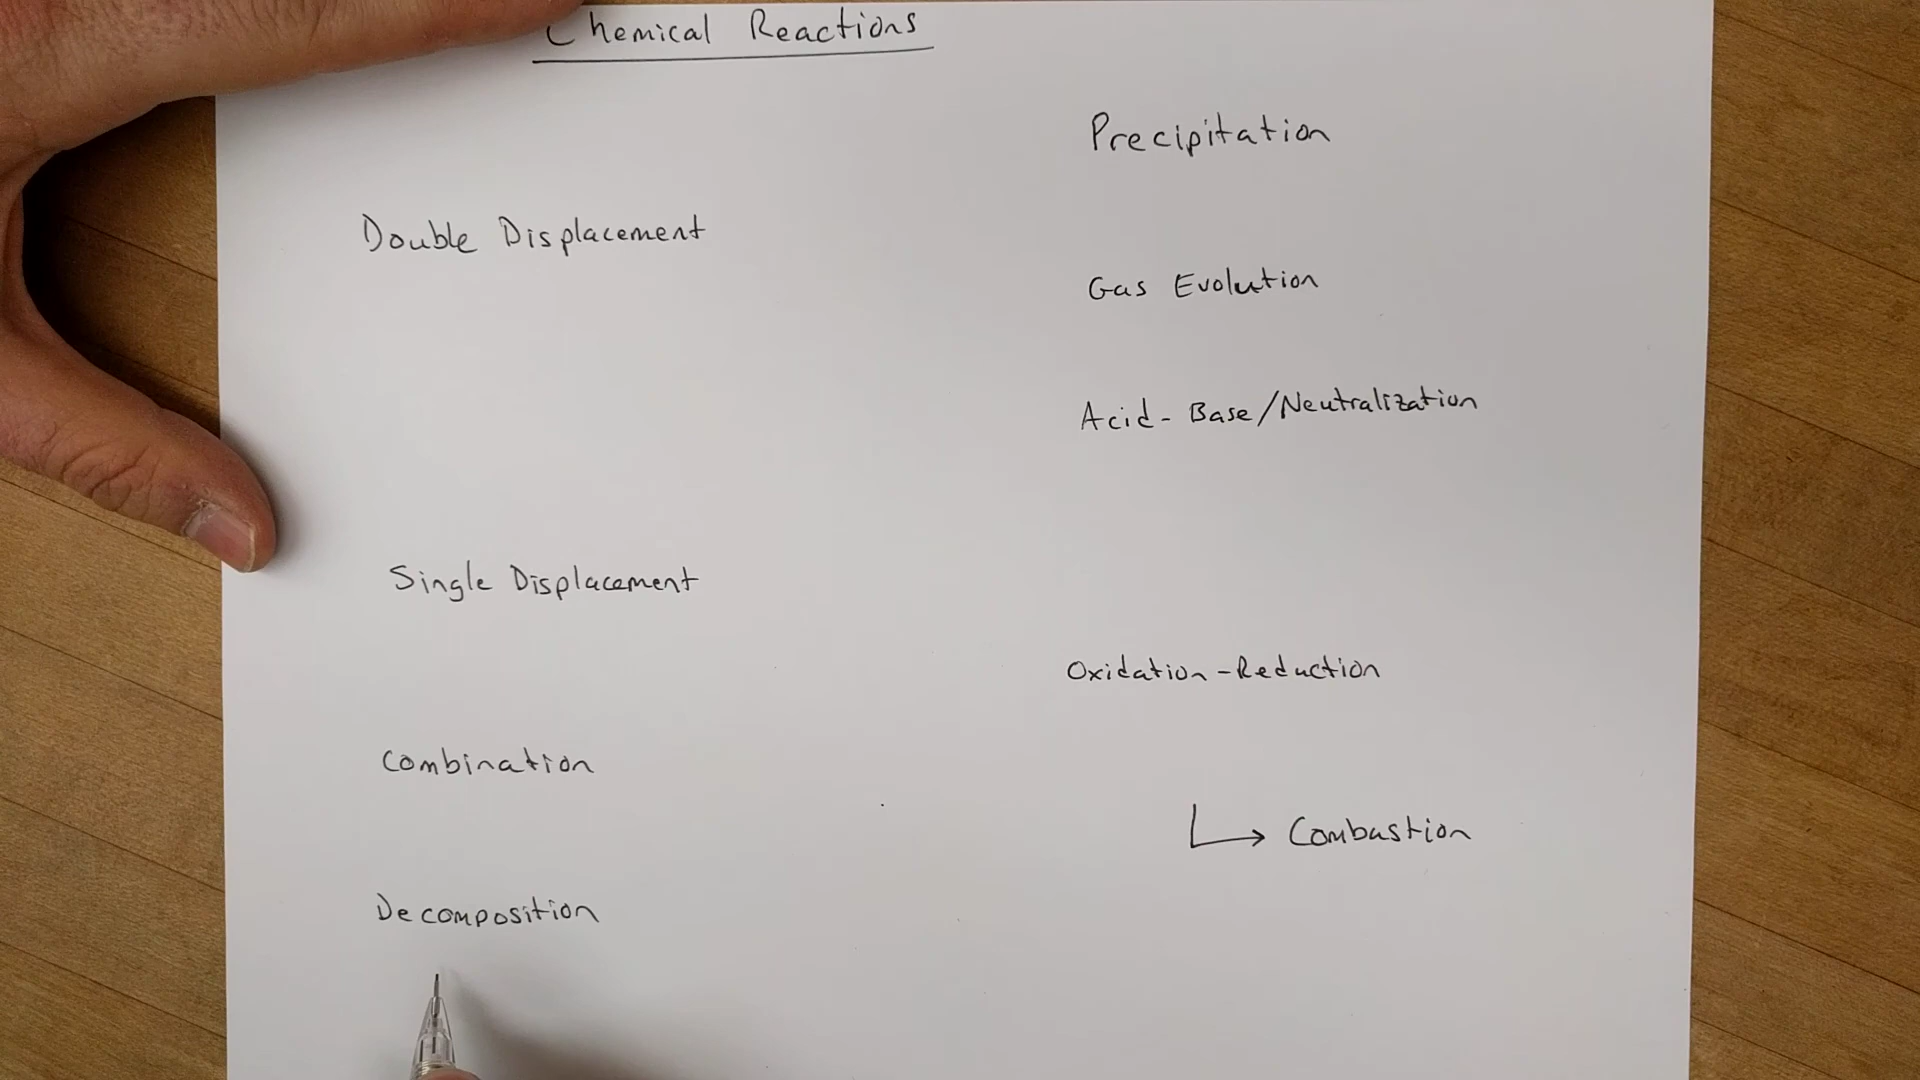 Chemical Reactions
Double Displacement
Single Displacement
Combination
Decomposition
Precipitation
Gas Evolution
Acid-Base/Neutralization
Oxidation-Reduction
Combustion